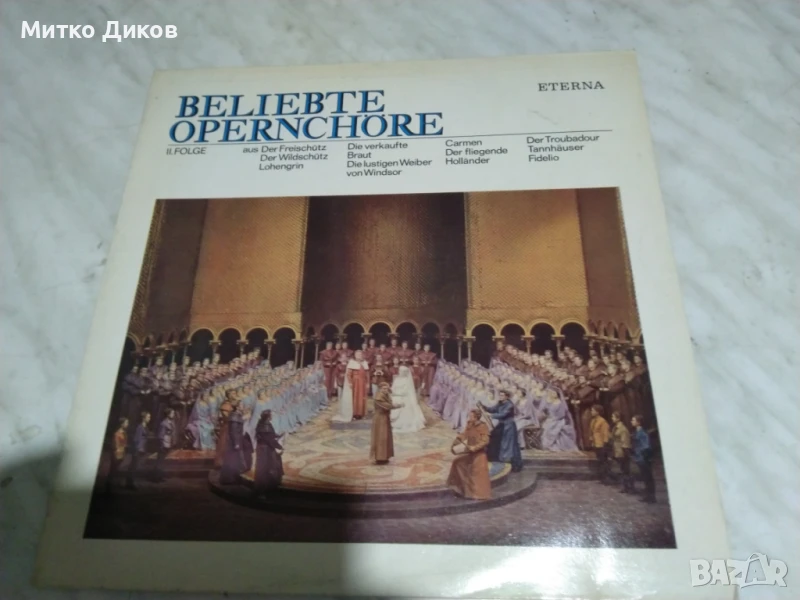 Митко Диков
ETERNA
BELIEBTE
OPERNCHÖRE
II. FOLGE
aus Der Freischütz
Der Wildschütz
Lohengrin
Die verkaufte
Braut
Die lustigen Weiber
von Windsor
Carmen
Der fliegende
Holländer
Der Troubadour
Tannhäuser
Fidelio
BAZAR